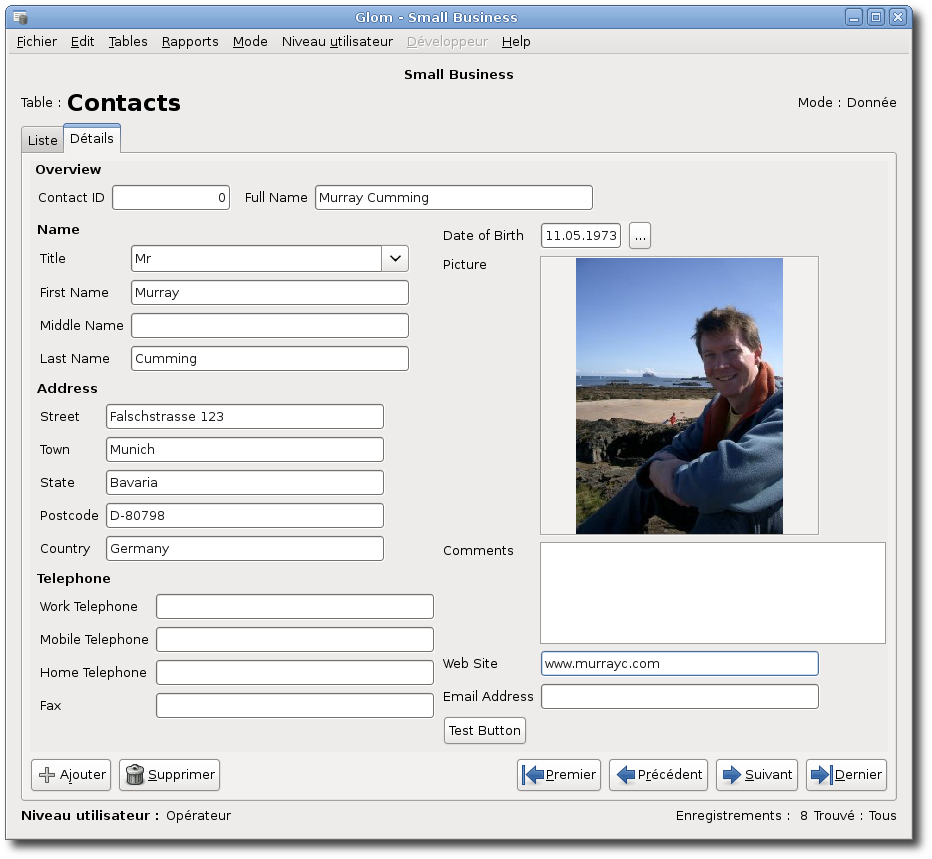 Glom - Small Business
Fichier Edit Tables Rapports Mode Niveau utilisateur Développeur Help
Small Business
Table : Contacts Mode : Donnée
Liste Détails
Overview
Contact ID 0 Full Name Murray Cumming
Name
Title Mr
First Name Murray
Middle Name
Last Name Cumming
Address
Street Falschstrasse 123
Town Munich
State Bavaria
Postcode D-80798
Country Germany
Telephone
Work Telephone
Mobile Telephone
Home Telephone
Fax
Date of Birth 11.05.1973 ...
Picture
Comments
Web Site www.murrayc.com
Email Address
Test Button
Ajouter Supprimer Premier Précédent Suivant Dernier
Niveau utilisateur : Opérateur Enregistrements : 8 Trouvé : Tous